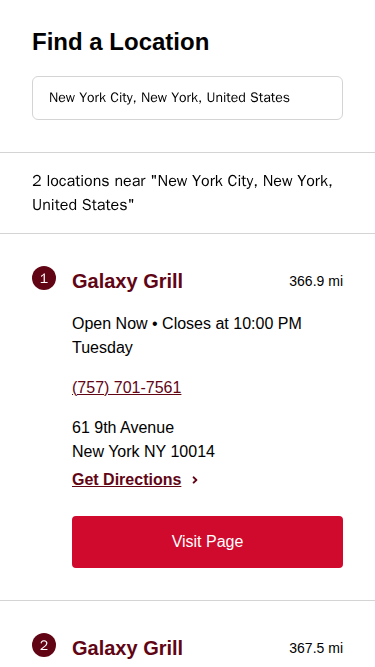 Find a Location
New York City, New York, United States
2 locations near "New York City, New York,
United States"
1
Galaxy Grill
366.9 mi
Open Now • Closes at 10:00 PM
Tuesday
(757) 701-7561
61 9th Avenue
New York NY 10014
Get Directions
Visit Page
2
Galaxy Grill
367.5 mi